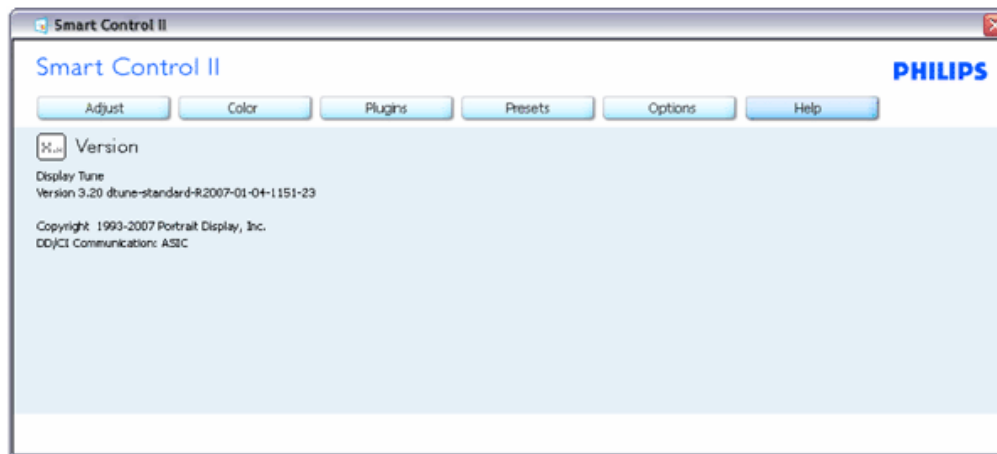 Smart Control II
Smart Control II
PHILIPS
Adjust Color Plugins Presets Options Help
Version
Display Tune
Version 3.20 dtune-standard-R2007-01-04-1151-23
Copyright 1993-2007 Portrait Display, Inc.
DD/CI Communication: ASIC